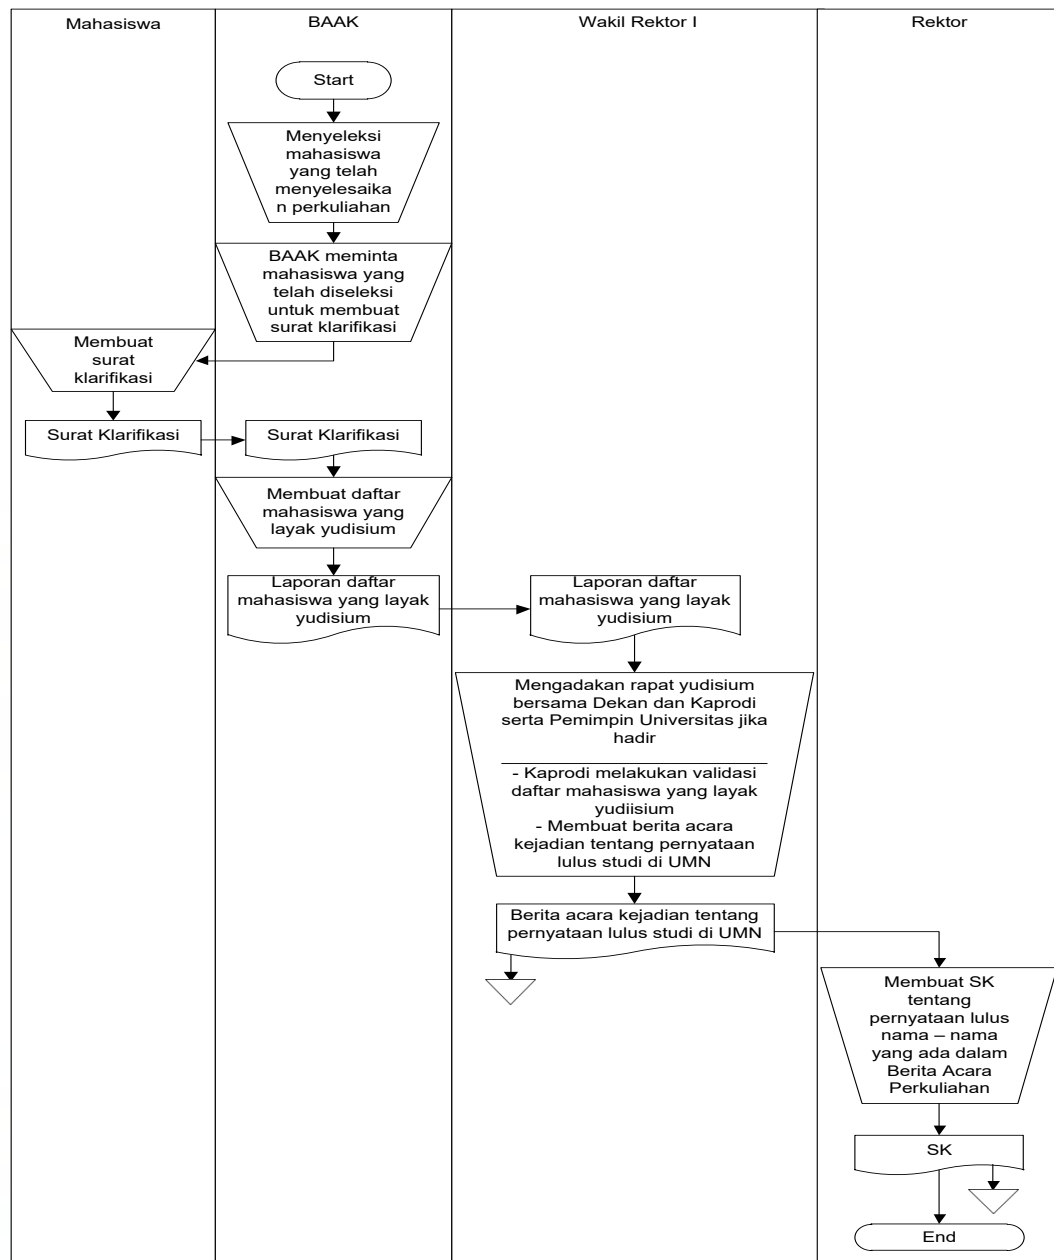 Mahasiswa
BAAK
Wakil Rektor I
Rektor
Start
Menyeleksi
mahasiswa
yang telah
menyelesaika
n perkuliahan
BAAK meminta
mahasiswa yang
telah diseleksi
untuk membuat
surat klarifikasi
Membuat
surat
klarifikasi
Surat Klarifikasi
Surat Klarifikasi
Membuat daftar
mahasiswa yang
layak yudisium
Laporan daftar
mahasiswa yang layak
yudisium
Laporan daftar
mahasiswa yang layak
yudisium
Mengadakan rapat yudisium
bersama Dekan dan Kaprodi
serta Pemimpin Universitas jika
hadir
- Kaprodi melakukan validasi
daftar mahasiswa yang layak
yudiisium
- Membuat berita acara
kejadian tentang pernyataan
lulus studi di UMN
Berita acara kejadian tentang
pernyataan lulus studi di UMN
Membuat SK
tentang
pernyataan lulus
nama – nama
yang ada dalam
Berita Acara
Perkuliahan
SK
End